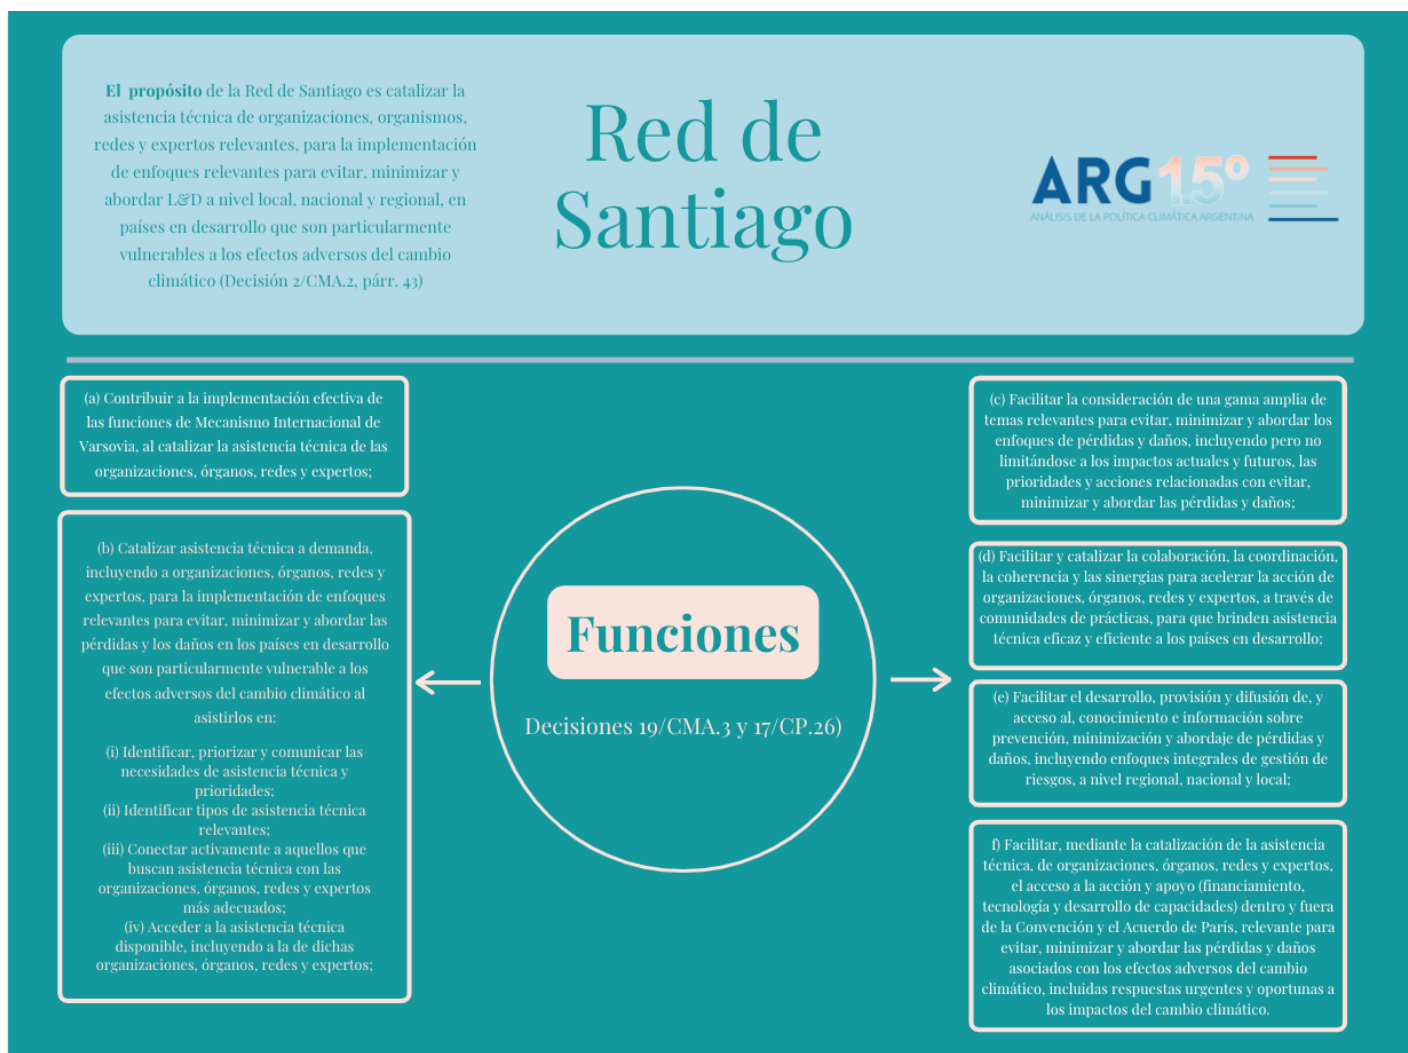 El propósito de la Red de Santiago es catalizar la
asistencia técnica de organizaciones, organismos,
redes y expertos relevantes, para la implementación
de enfoques relevantes para evitar, minimizar y
abordar L&D a nivel local, nacional y regional, en
países en desarrollo que son particularmente
vulnerables a los efectos adversos del cambio
climático (Decisión 2/CMA.2, párr. 43)
Red de
Santiago
ARG1.5º
ANÁLISIS DE LA POLÍTICA CLIMÁTICA ARGENTINA
(a) Contribuir a la implementación efectiva de
las funciones de Mecanismo Internacional de
Varsovia, al catalizar la asistencia técnica de las
organizaciones, órganos, redes y expertos;
(b) Catalizar asistencia técnica a demanda,
incluyendo a organizaciones, órganos, redes y
expertos, para la implementación de enfoques
relevantes para evitar, minimizar y abordar las
pérdidas y los daños en los países en desarrollo
que son particularmente vulnerable a los
efectos adversos del cambio climático al
asistirlos en:
(i) Identificar, priorizar y comunicar las
necesidades de asistencia técnica y
prioridades;
(ii) Identificar tipos de asistencia técnica
relevantes;
(iii) Conectar activamente a aquellos que
buscan asistencia técnica con las
organizaciones, órganos, redes y expertos
más adecuados;
(iv) Acceder a la asistencia técnica
disponible, incluyendo a la de dichas
organizaciones, órganos, redes y expertos;
Funciones
Decisiones 19/CMA.3 y 17/CP.26)
(c) Facilitar la consideración de una gama amplia de
temas relevantes para evitar, minimizar y abordar los
enfoques de pérdidas y daños, incluyendo pero no
limitándose a los impactos actuales y futuros, las
prioridades y acciones relacionadas con evitar,
minimizar y abordar las pérdidas y daños;
(d) Facilitar y catalizar la colaboración, la coordinación,
la coherencia y las sinergias para acelerar la acción de
organizaciones, órganos, redes y expertos, a través de
comunidades de prácticas, para que brinden asistencia
técnica eficaz y eficiente a los países en desarrollo;
(e) Facilitar el desarrollo, provisión y difusión de, y
acceso al, conocimiento e información sobre
prevención, minimización y abordaje de pérdidas y
daños, incluyendo enfoques integrales de gestión de
riesgos, a nivel regional, nacional y local;
f) Facilitar, mediante la catalización de la asistencia
técnica, de organizaciones, órganos, redes y expertos,
el acceso a la acción y apoyo (financiamiento,
tecnología y desarrollo de capacidades) dentro y fuera
de la Convención y el Acuerdo de París, relevante para
evitar, minimizar y abordar las pérdidas y daños
asociados con los efectos adversos del cambio
climático, incluidas respuestas urgentes y oportunas a
los impactos del cambio climático.